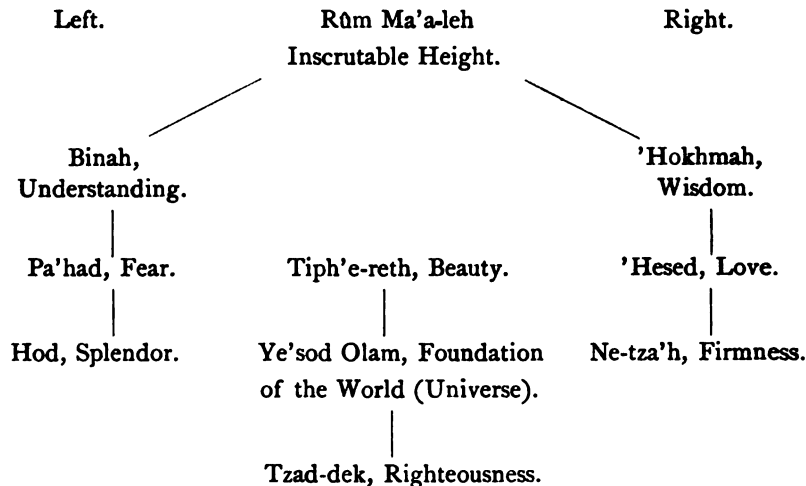 Left. Rûm Ma’a-leh Right.
Inscrutable Height.
Binah, ’Hokhmah,
Understanding. Wisdom.
Pa’had, Fear. Tiph’e-reth, Beauty. ’Hesed, Love.
Hod, Splendor. Ye’sod Olam, Foundation Ne-tza’h, Firmness.
of the World (Universe).
Tzad-dek, Righteousness.